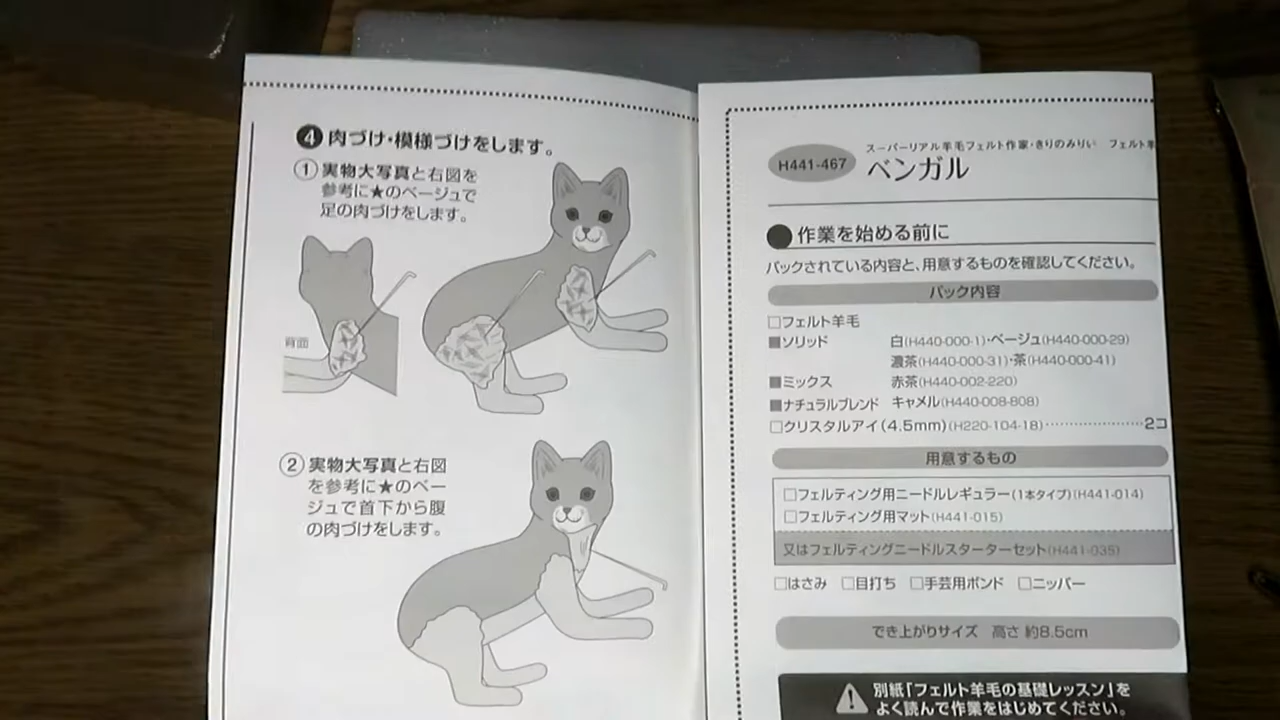 4 肉づけ・模様づけをします。
① 実物大写真と右図を
参考に★のベージュで
足の肉づけをします。
背面
② 実物大写真と右図
を参考に★のベー
ジュで首下から腹
の肉づけをします。
H441-467
スーパーリアル羊毛フェルト作家・きりのみりい フェルト羊
ベンガル
●作業を始める前に
パックされている内容と、用意するものを確認してください。
パック内容
□フェルト羊毛
■ソリッド 白(H440-000-1)・ベージュ(H440-000-29)
濃茶(H440-000-31)・茶(H440-000-41)
■ミックス 赤茶(H440-002-220)
■ナチュラルブレンド キャメル(H440-008-808)
□クリスタルアイ(4.5mm)(H220-104-18)……………………2コ
用意するもの
□フェルティング用ニードルレギュラー(1本タイプ)(H441-014)
□フェルティング用マット(H441-015)
又はフェルティングニードルスターターセット(H441-035)
□はさみ □目打ち □手芸用ボンド □ニッパー
でき上がりサイズ 高さ 約8.5cm
別紙「フェルト羊毛の基礎レッスン」を
よく読んで作業をはじめてください。